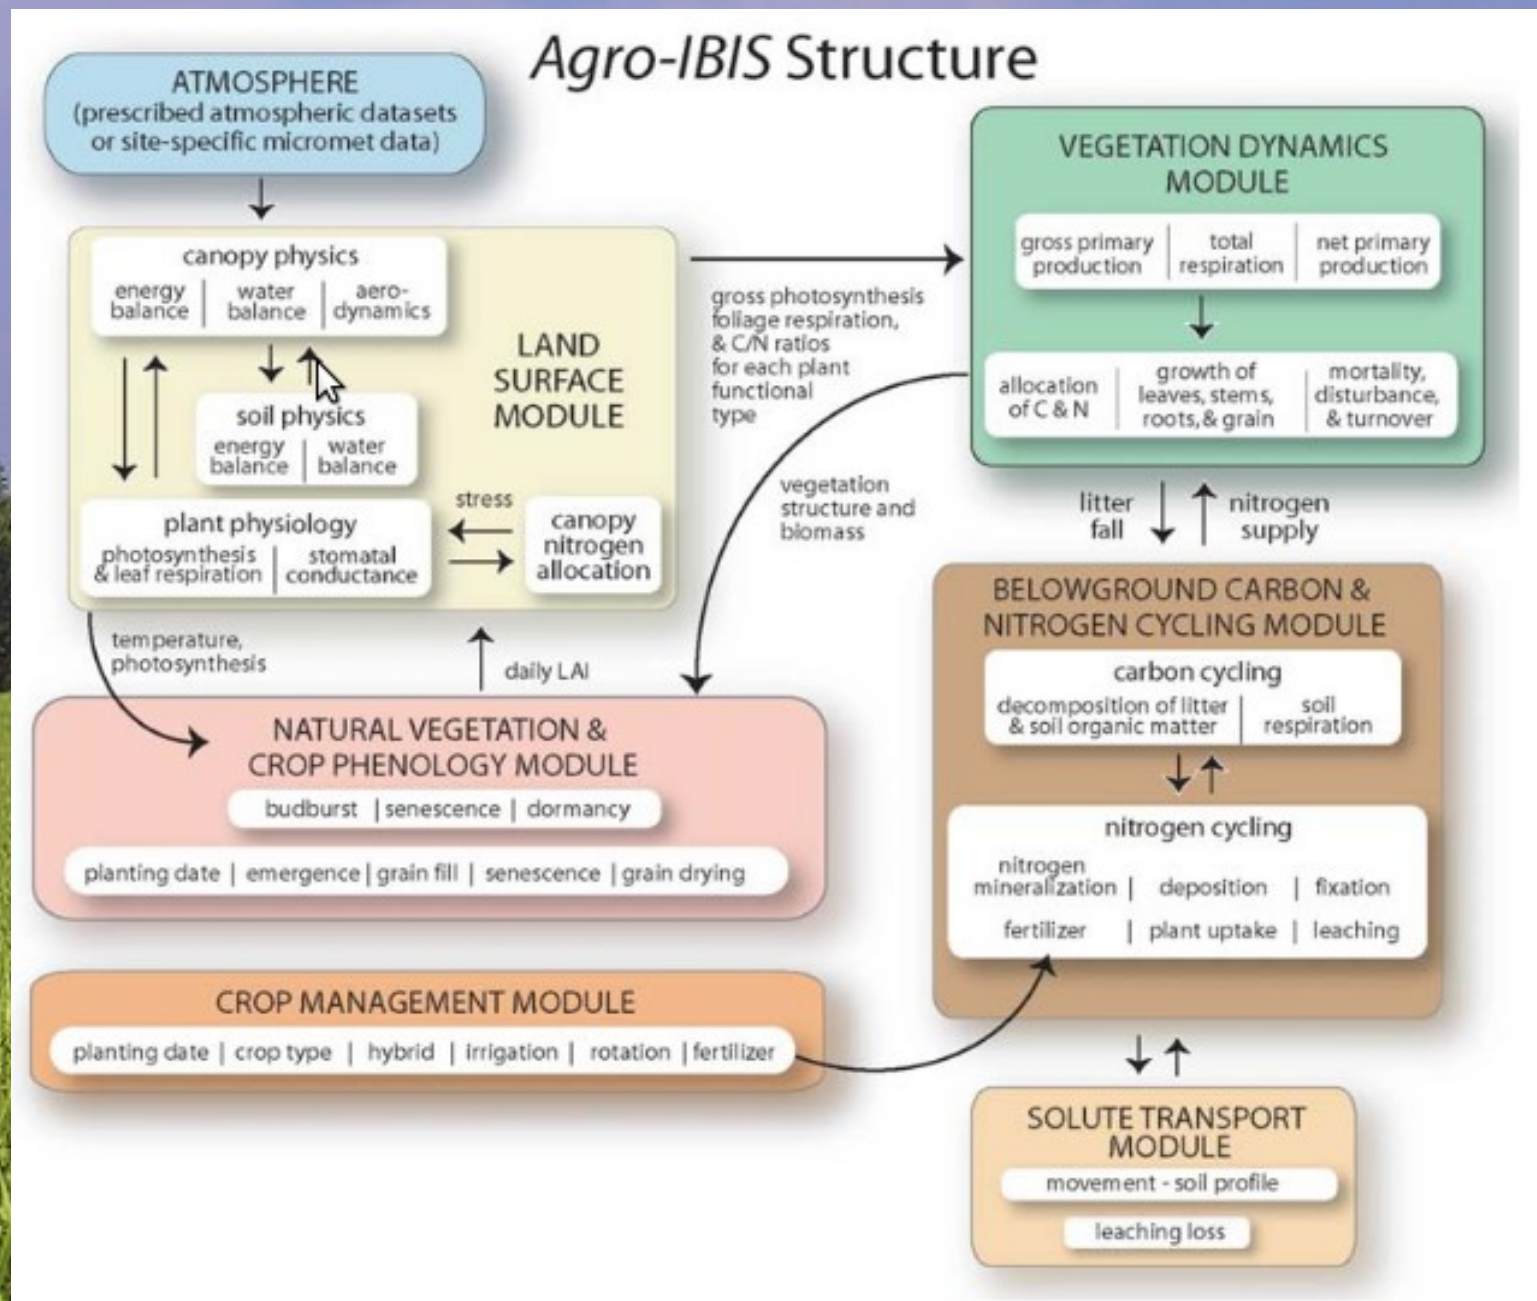 Agro-IBIS Structure
ATMOSPHERE
(prescribed atmospheric datasets
or site-specific micromet data)
canopy physics
energy balance | water balance | aero-dynamics
soil physics
energy balance | water balance
LAND
SURFACE
MODULE
plant physiology
photosynthesis & leaf respiration | stomatal conductance
stress
canopy
nitrogen
allocation
gross photosynthesis
foliage respiration,
& C/N ratios
for each plant
functional
type
VEGETATION DYNAMICS
MODULE
gross primary production | total respiration | net primary production
allocation of C & N | growth of leaves, stems, roots, & grain | mortality, disturbance, & turnover
vegetation
structure and
biomass
litter
fall
nitrogen
supply
temperature,
photosynthesis
daily LAI
NATURAL VEGETATION &
CROP PHENOLOGY MODULE
budburst | senescence | dormancy
planting date | emergence | grain fill | senescence | grain drying
BELOWGROUND CARBON &
NITROGEN CYCLING MODULE
carbon cycling
decomposition of litter & soil organic matter | soil respiration
nitrogen cycling
nitrogen mineralization | deposition | fixation
fertilizer | plant uptake | leaching
CROP MANAGEMENT MODULE
planting date | crop type | hybrid | irrigation | rotation | fertilizer
SOLUTE TRANSPORT
MODULE
movement - soil profile
leaching loss